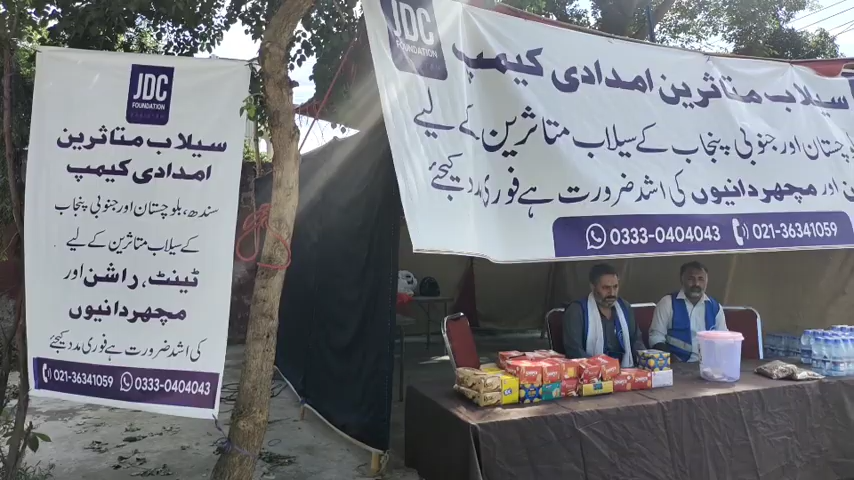 JDC
FOUNDATION
PAKISTAN
سیلاب متاثرین
امدادی کیمپ
سندھ، بلوچستان اور جنوبی پنجاب
کے سیلاب متاثرین کے لیے
ٹینٹ، راشن اور
مچھردانیوں
کی اشد ضرورت ہے فوری مدد کیجئے
021-36341059 0333-0404043
JDC
FOUNDATION
سیلاب متاثرین امدادی کیمپ
بلوچستان اور جنوبی پنجاب کے سیلاب متاثرین کے لیے
اور مچھردانیوں کی اشد ضرورت ہے فوری مدد کیجئے
0333-0404043 021-36341059